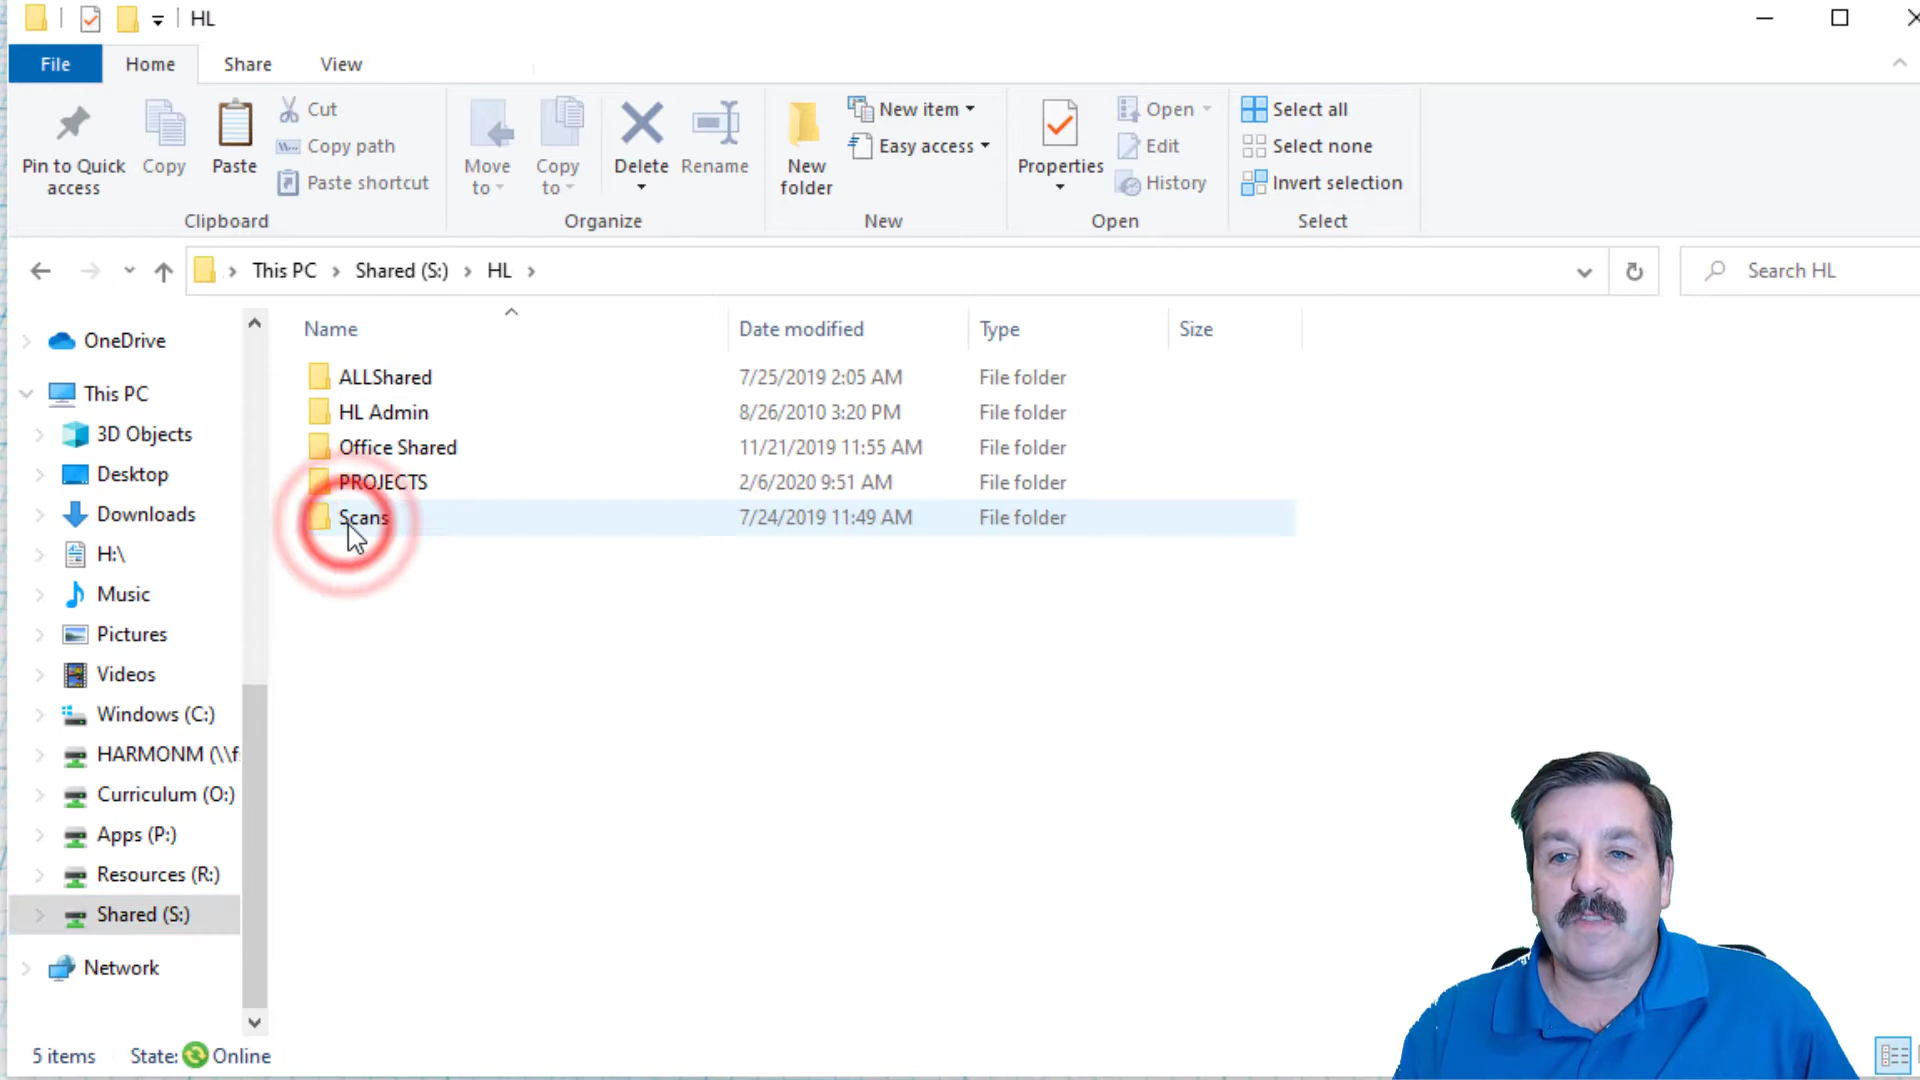 HL
File Home Share View
Pin to Quick access
Copy
Paste
Cut
Copy path
Paste shortcut
Clipboard
Move to
Copy to
Delete
Rename
Organize
New folder
New item
Easy access
New
Properties
Open
Edit
History
Open
Select all
Select none
Invert selection
Select
This PC > Shared (S:) > HL >
Search HL
OneDrive
This PC
3D Objects
Desktop
Downloads
H:\
Music
Pictures
Videos
Windows (C:)
HARMONM (\\f
Curriculum (O:)
Apps (P:)
Resources (R:)
Shared (S:)
Network
Name Date modified Type Size
ALLShared 7/25/2019 2:05 AM File folder
HL Admin 8/26/2010 3:20 PM File folder
Office Shared 11/21/2019 11:55 AM File folder
PROJECTS 2/6/2020 9:51 AM File folder
Scans 7/24/2019 11:49 AM File folder
5 items State: Online